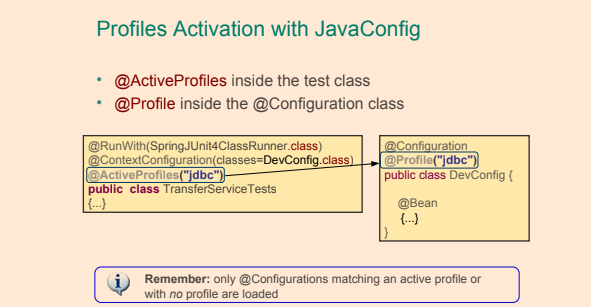 Profiles Activation with JavaConfig
• @ActiveProfiles inside the test class
• @Profile inside the @Configuration class
@RunWith(SpringJUnit4ClassRunner.class)
@ContextConfiguration(classes=DevConfig.class)
@ActiveProfiles("jdbc")
public class TransferServiceTests
{...}
@Configuration
@Profile("jdbc")
public class DevConfig {
@Bean
{...}
}
Remember: only @Configurations matching an active profile or
with no profile are loaded